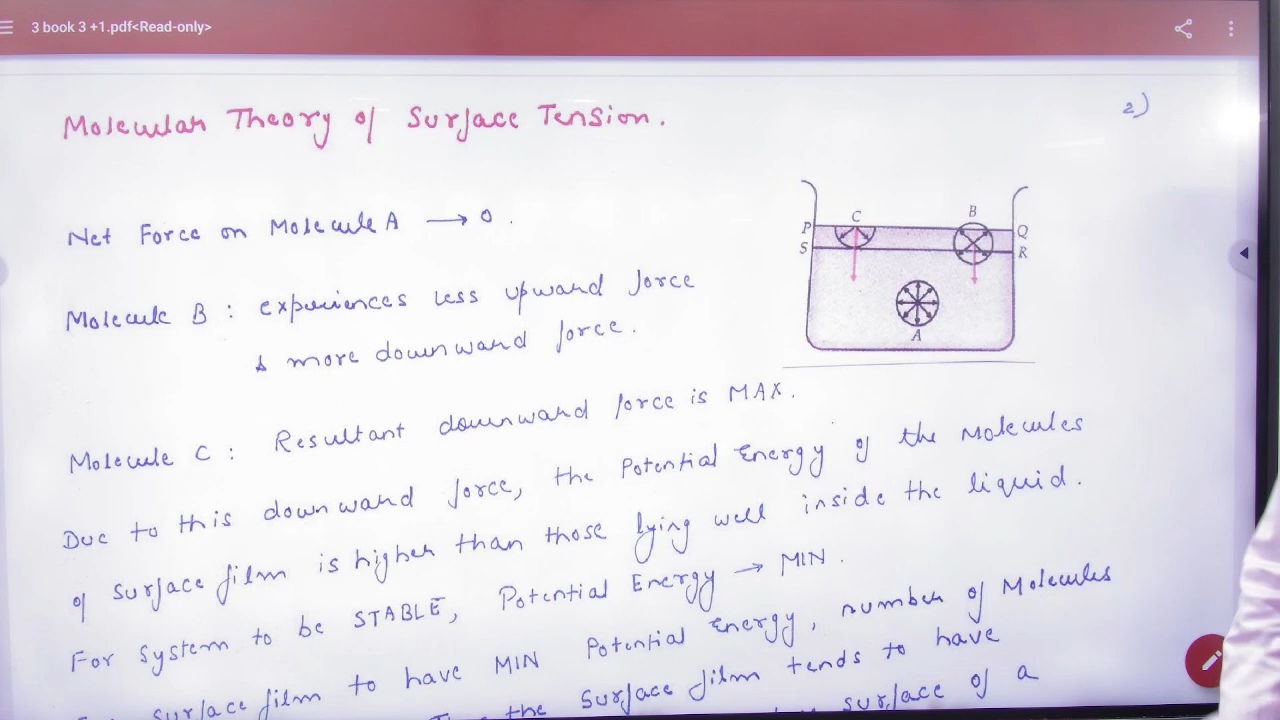 3 book 3 +1.pdf<Read-only>
Molecular Theory of Surface Tension.
2)
Net Force on Molecule A → 0.
Molecule B : experiences less upward force
& more downward force.
C
B
P
Q
S
R
A
Molecule C : Resultant downward force is MAX.
Due to this downward force, the Potential Energy of the Molecules
of surface film is higher than those lying well inside the liquid.
For system to be STABLE, Potential Energy → MIN.
surface film to have MIN Potential energy, number of Molecules
the surface film tends to have
surface of a